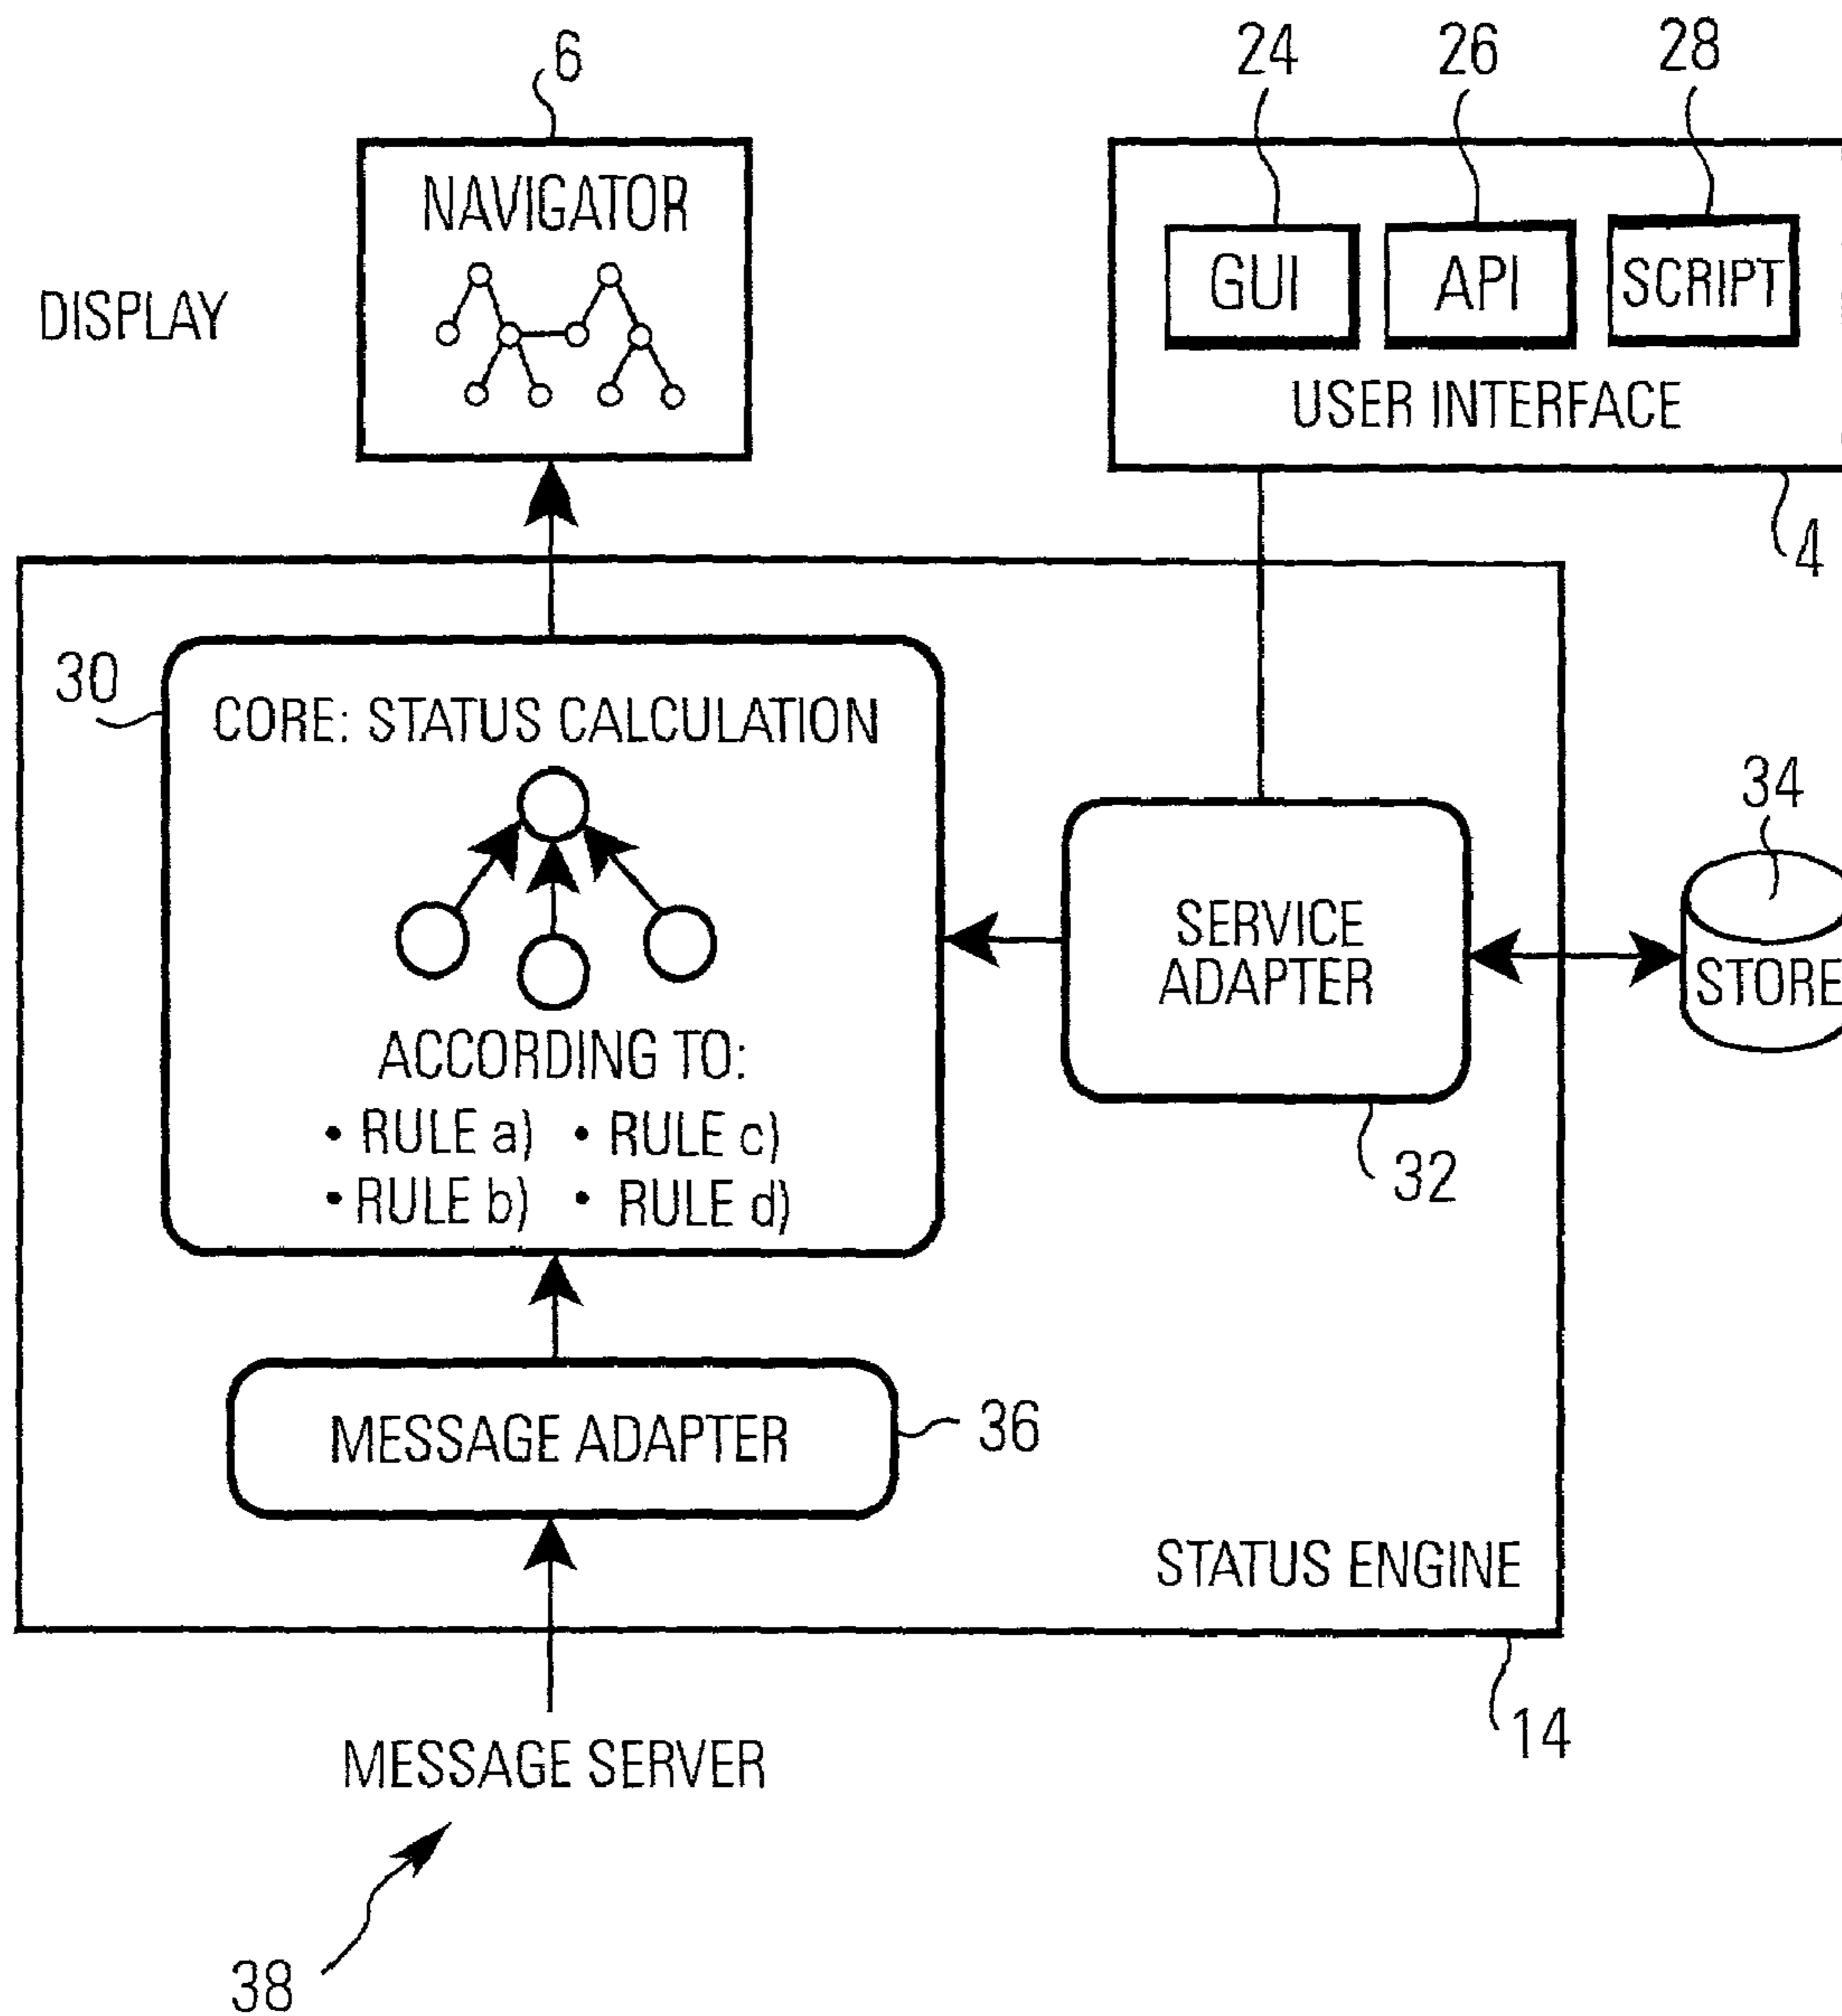 6
24
26
28
NAVIGATOR
DISPLAY
GUI
API
SCRIPT
USER INTERFACE
4
30
CORE: STATUS CALCULATION
34
SERVICE
ADAPTER
STORE
ACCORDING TO:
• RULE a) • RULE c)
• RULE b) • RULE d)
32
MESSAGE ADAPTER
36
STATUS ENGINE
14
MESSAGE SERVER
38